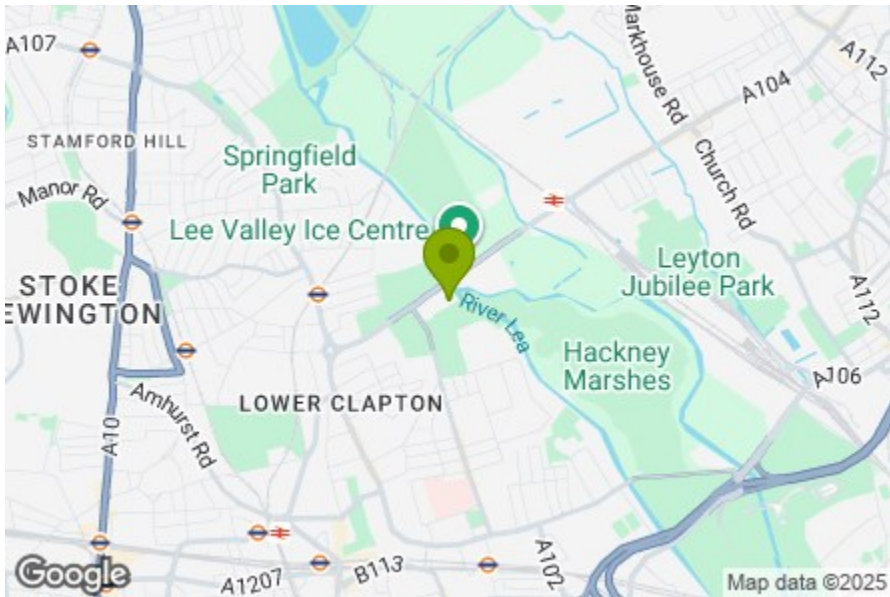 A107
Markhouse Rd
A112
A104
STAMFORD HILL
Springfield
Park
Church Rd
Manor Rd
Lee Valley Ice Centre
STOKE
EWINGTON
Leyton
Jubilee Park
A112
River Lea
Hackney
Marshes
A106
LOWER CLAPTON
Amhurst Rd
A10
A102
B113
A1207
Google
Map data ©2025